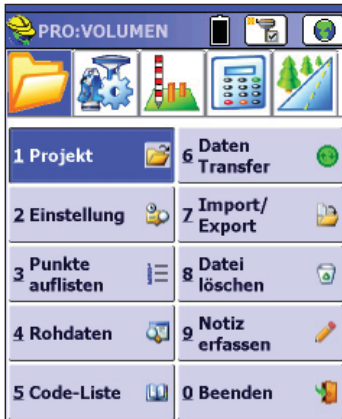 PRO:VOLUMEN
1 Projekt
2 Einstellung
3 Punkte
auflisten
4 Rohdaten
5 Code-Liste
6 Daten
Transfer
7 Import/
Export
8 Datei
löschen
9 Notiz
erfassen
0 Beenden